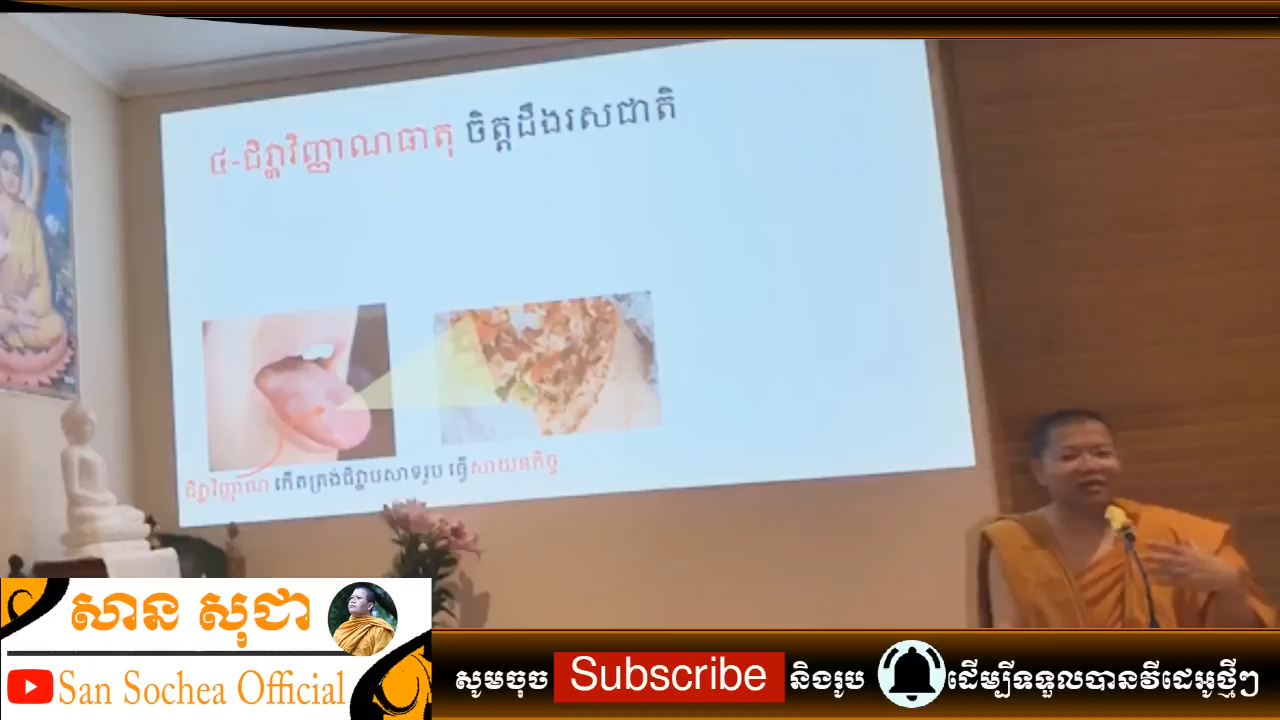 ៤-ជិវ្ហាវិញ្ញាណធាតុ ចិត្តដឹងរសជាតិ
ជិវ្ហាវិញ្ញាណ កើតត្រង់ជិវ្ហាបសាទរូប ធ្វើសាយនកិច្ច
សាន សុជា
San Sochea Official
សូមចុច Subscribe និងរូប ដើម្បីទទួលបានវីដេអូថ្មីៗ